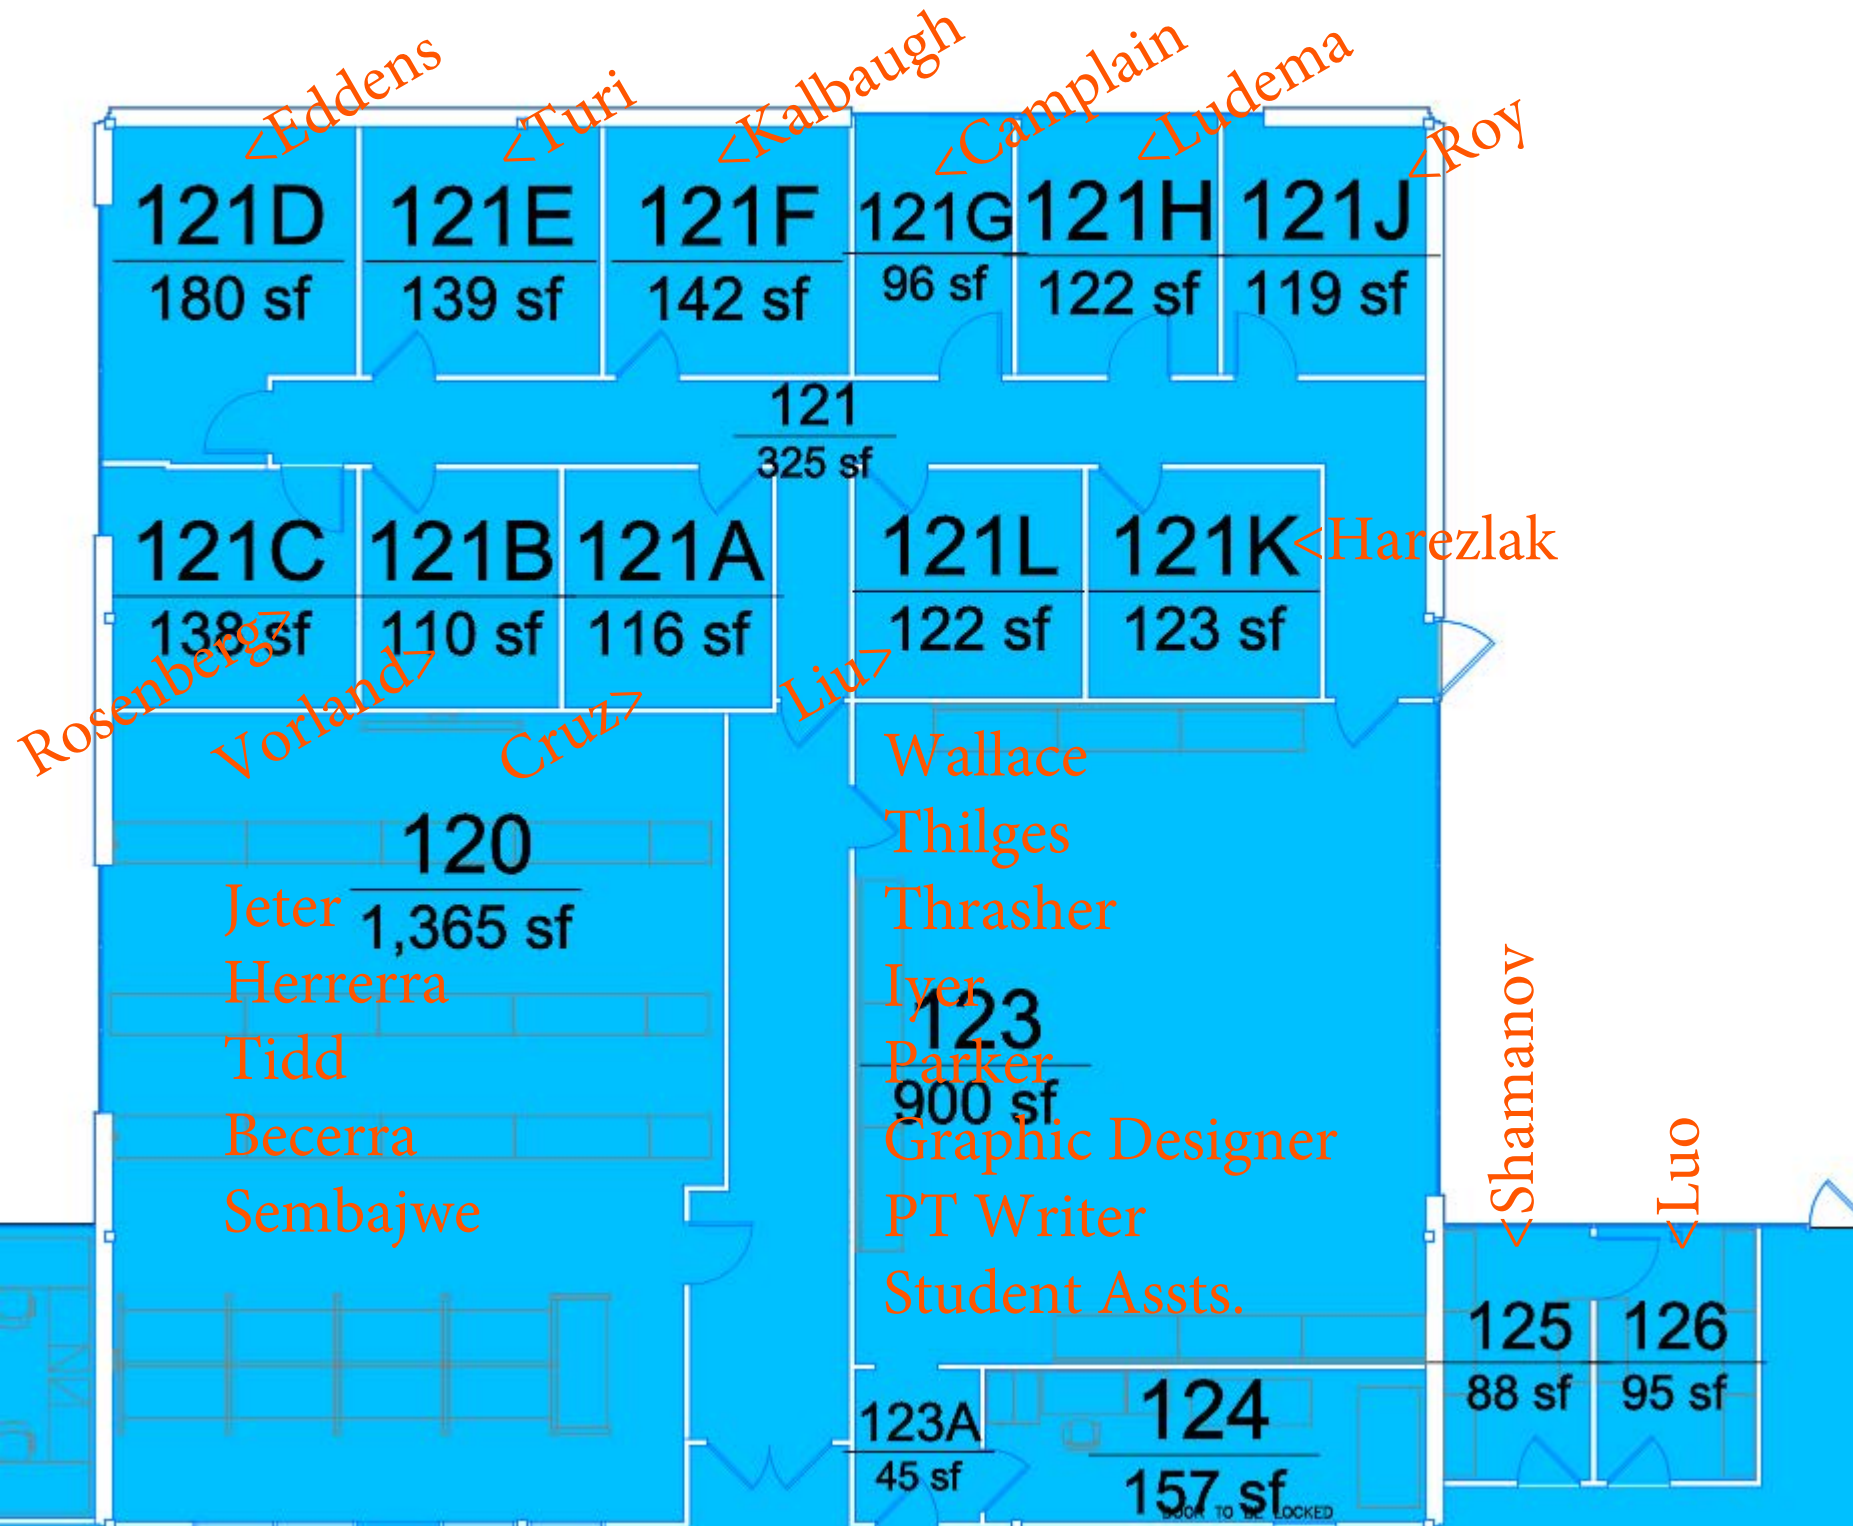 <Eddens
<Turi
<Kalbaugh
<Camplain
<Ludema
<Roy
121D
180 sf
121E
139 sf
121F
142 sf
121G
96 sf
121H
122 sf
121J
119 sf
121
325 sf
121C
138 sf
121B
110 sf
121A
116 sf
121L
122 sf
121K
123 sf
<Harezlak
Rosenberg>
Vorland>
Cruz>
Liu>
120
1,365 sf
Jeter
Herrerra
Tidd
Becerra
Sembajwe
Wallace
Thilges
Thrasher
Iyer
123
Parker
900 sf
Graphic Designer
PT Writer
Student Assts.
<Shamanov
<Luo
125
88 sf
126
95 sf
123A
45 sf
124
157 sf
DOOR TO BE LOCKED